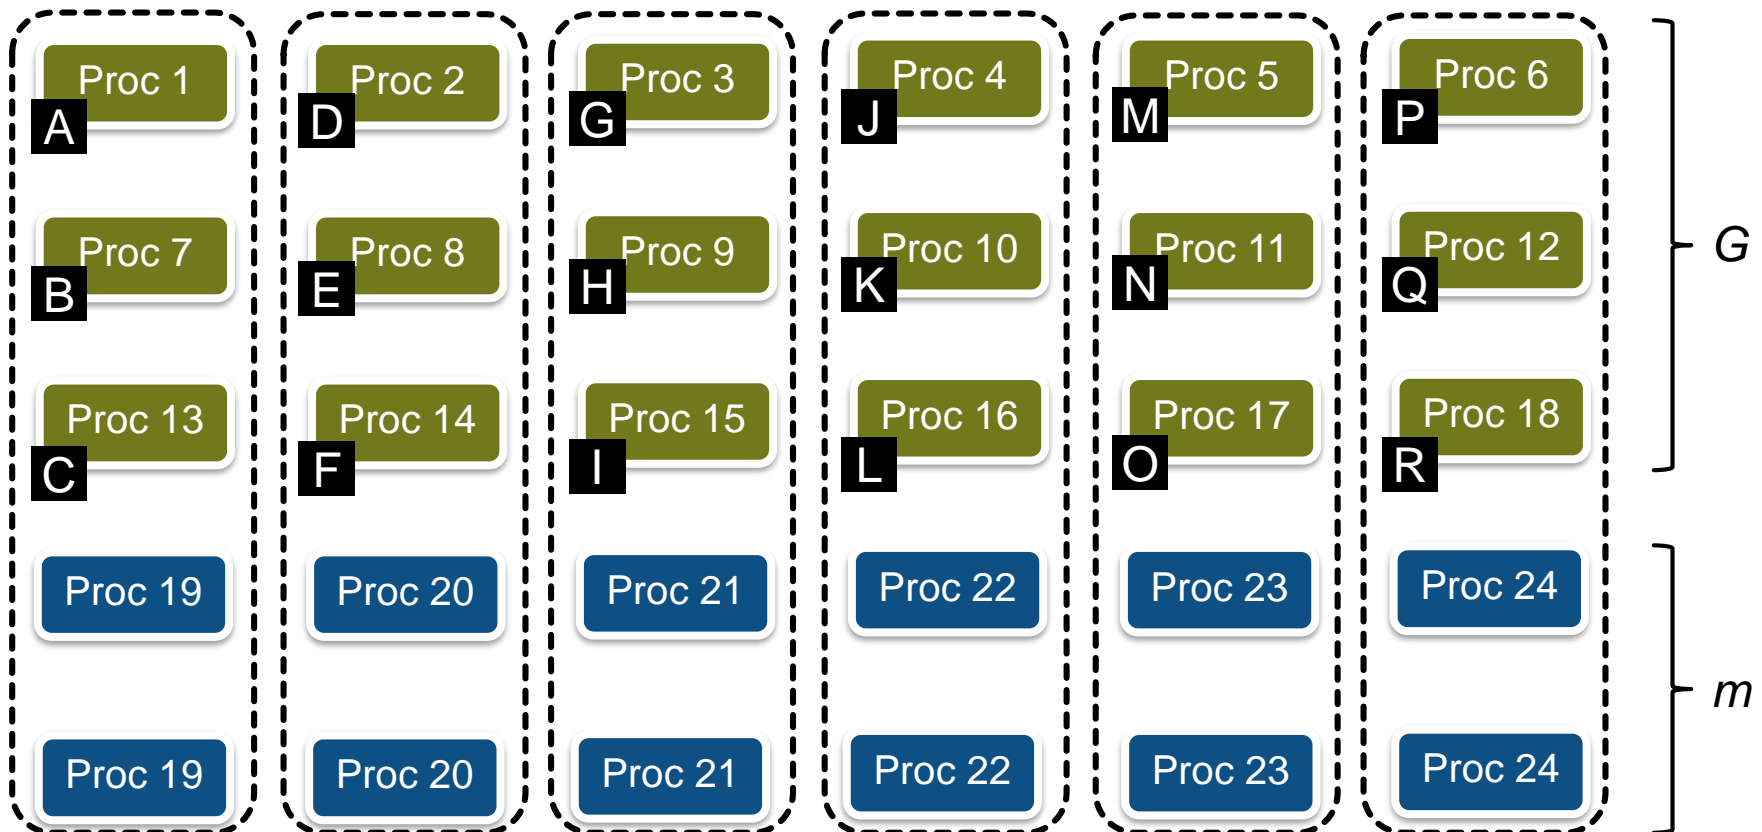 Proc 1 Proc 2 Proc 3 Proc 4 Proc 5 Proc 6
A D G J M P
Proc 7 Proc 8 Proc 9 Proc 10 Proc 11 Proc 12
G
B E H K N Q
Proc 13 Proc 14 Proc 15 Proc 16 Proc 17 Proc 18
C F I L O R
Proc 19 Proc 20 Proc 21 Proc 22 Proc 23 Proc 24
m
Proc 19 Proc 20 Proc 21 Proc 22 Proc 23 Proc 24